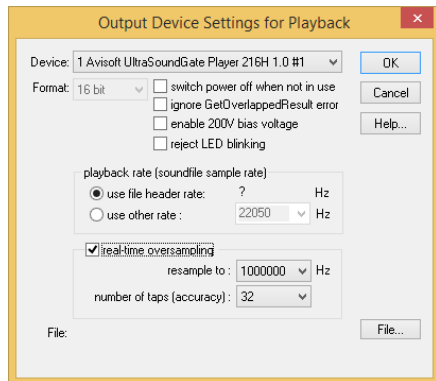 Output Device Settings for Playback
Device: 1 Avisoft UltraSoundGate Player 216H 1.0 #1 OK
Format: 16 bit switch power off when not in use Cancel
ignore GetOverlappedResult error
enable 200V bias voltage Help...
reject LED blinking
playback rate (soundfile sample rate)
use file header rate: ? Hz
use other rate : 22050 Hz
real-time oversampling
resample to : 1000000 Hz
number of taps (accuracy) : 32
File: File...